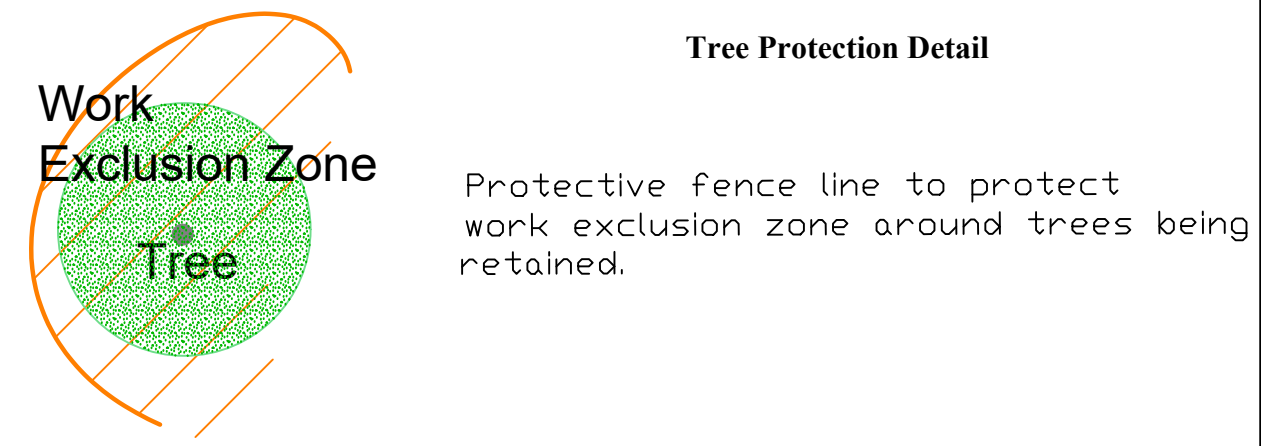 Tree Protection Detail
Work
Exclusion Zone
Tree
Protective fence line to protect
work exclusion zone around trees being
retained.